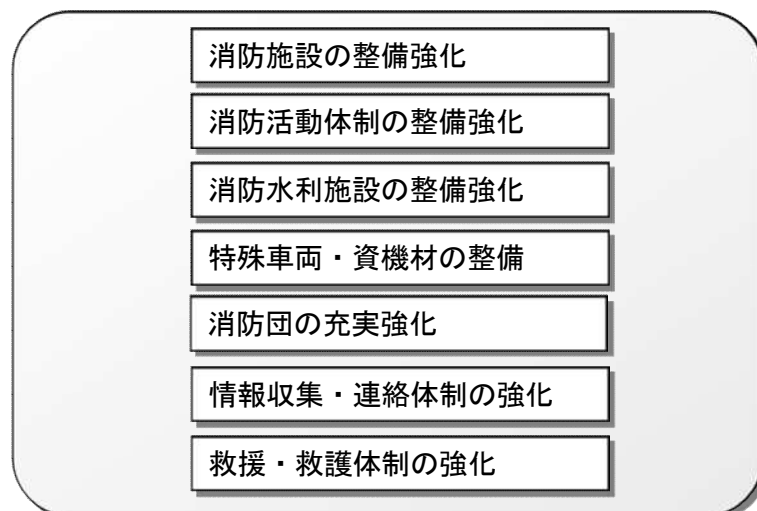 消防施設の整備強化
消防活動体制の整備強化
消防水利施設の整備強化
特殊車両・資機材の整備
消防団の充実強化
情報収集・連絡体制の強化
救援・救護体制の強化